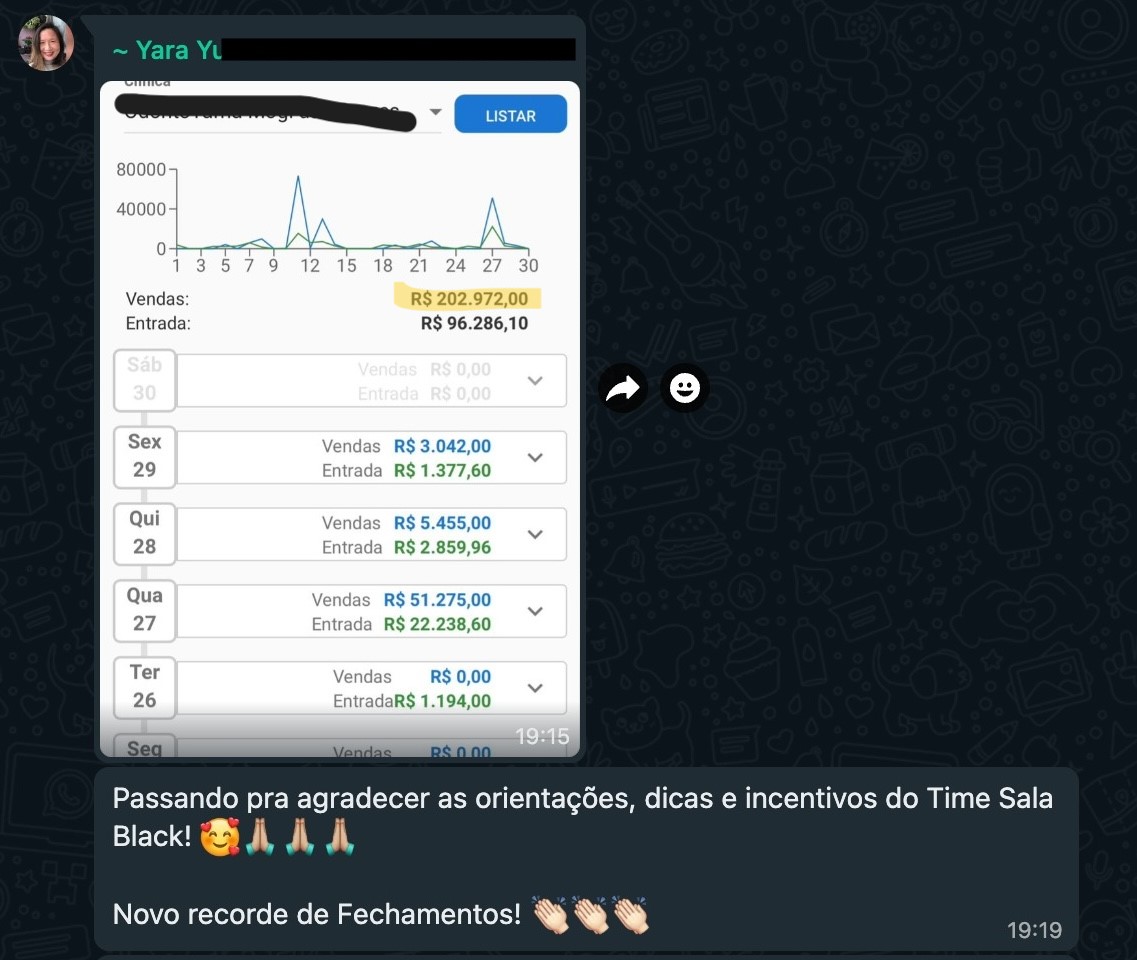 ~ Yara Yu
Clínica
LISTAR
80000
40000
0
1 3 5 7 9 12 15 18 21 24 27 30
Vendas: R$ 202.972,00
Entrada: R$ 96.286,10
Sáb
30
Vendas R$ 0,00
Entrada R$ 0,00
Sex
29
Vendas R$ 3.042,00
Entrada R$ 1.377,60
Qui
28
Vendas R$ 5.455,00
Entrada R$ 2.859,96
Qua
27
Vendas R$ 51.275,00
Entrada R$ 22.238,60
Ter
26
Vendas R$ 0,00
Entrada R$ 1.194,00
Seg
Vendas R$ 0,00
19:15
Passando pra agradecer as orientações, dicas e incentivos do Time Sala
Black! 🥰🙏🏼🙏🏼🙏🏼
Novo recorde de Fechamentos! 👏🏻👏🏻👏🏻
19:19